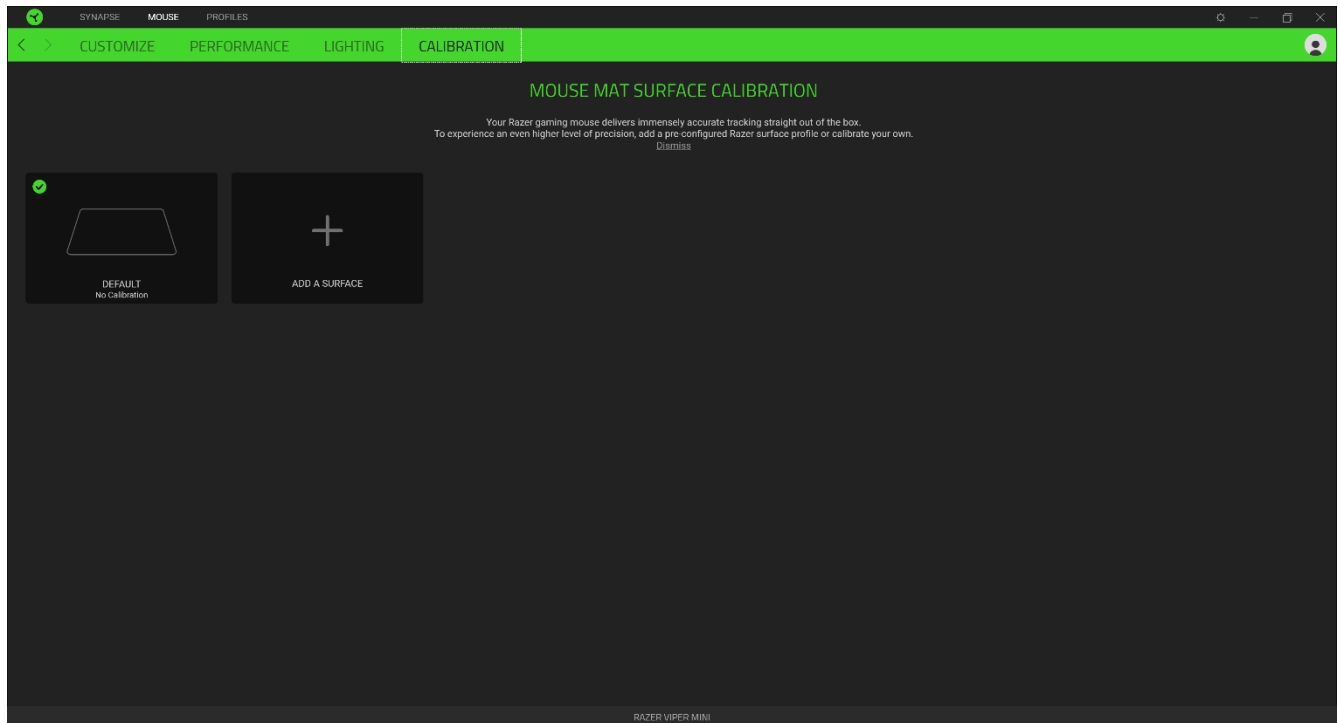 SYNAPSE MOUSE PROFILES
CUSTOMIZE PERFORMANCE LIGHTING CALIBRATION
MOUSE MAT SURFACE CALIBRATION
Your Razer gaming mouse delivers immensely accurate tracking straight out of the box.
To experience an even higher level of precision, add a pre-configured Razer surface profile or calibrate your own.
Dismiss
DEFAULT
No Calibration
ADD A SURFACE
RAZER VIPER MINI